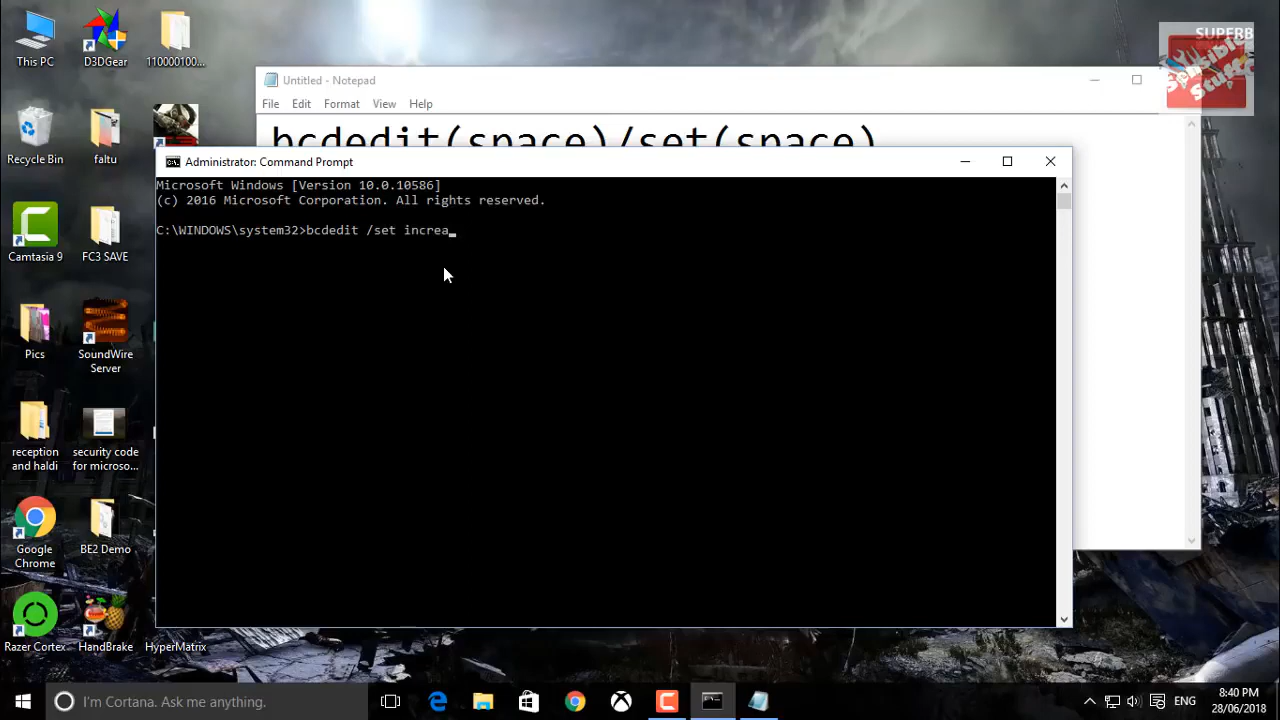 This PC
D3DGear
110000100...
SUPERB
Sensible
Stuff
Untitled - Notepad
File Edit Format View Help
bcdedit(space)/set(space)
Administrator: Command Prompt
Microsoft Windows [Version 10.0.10586]
(c) 2016 Microsoft Corporation. All rights reserved.
C:\WINDOWS\system32>bcdedit /set increa_
Recycle Bin
faltu
Camtasia 9
FC3 SAVE
Pics
SoundWire
Server
reception
and haldi
security code
for microso...
Google
Chrome
BE2 Demo
Razer Cortex
HandBrake
HyperMatrix
I'm Cortana. Ask me anything.
ENG
8:40 PM
28/06/2018